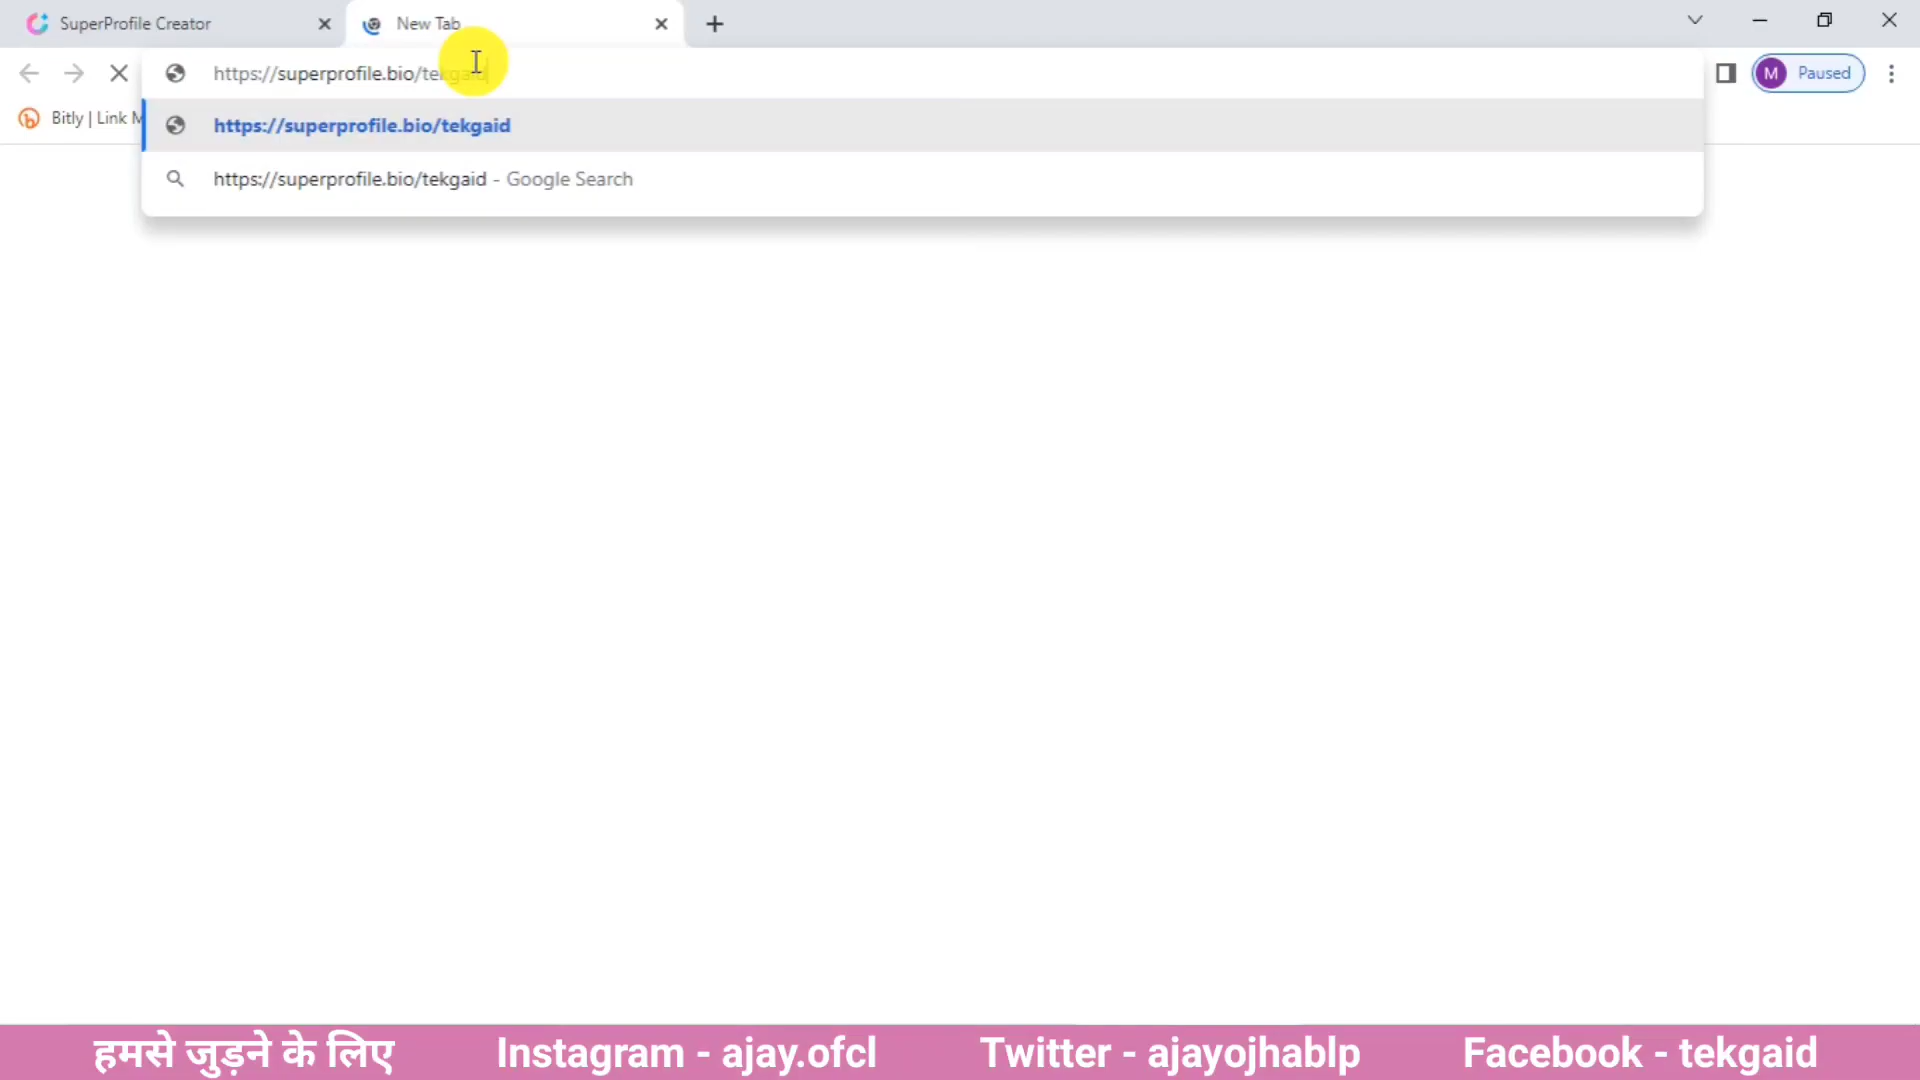 SuperProfile Creator
New Tab
https://superprofile.bio/tekgaid
M Paused
Bitly | Link M
https://superprofile.bio/tekgaid
https://superprofile.bio/tekgaid - Google Search
हमसे जुड़ने के लिए Instagram - ajay.ofcl Twitter - ajayojhablp Facebook - tekgaid